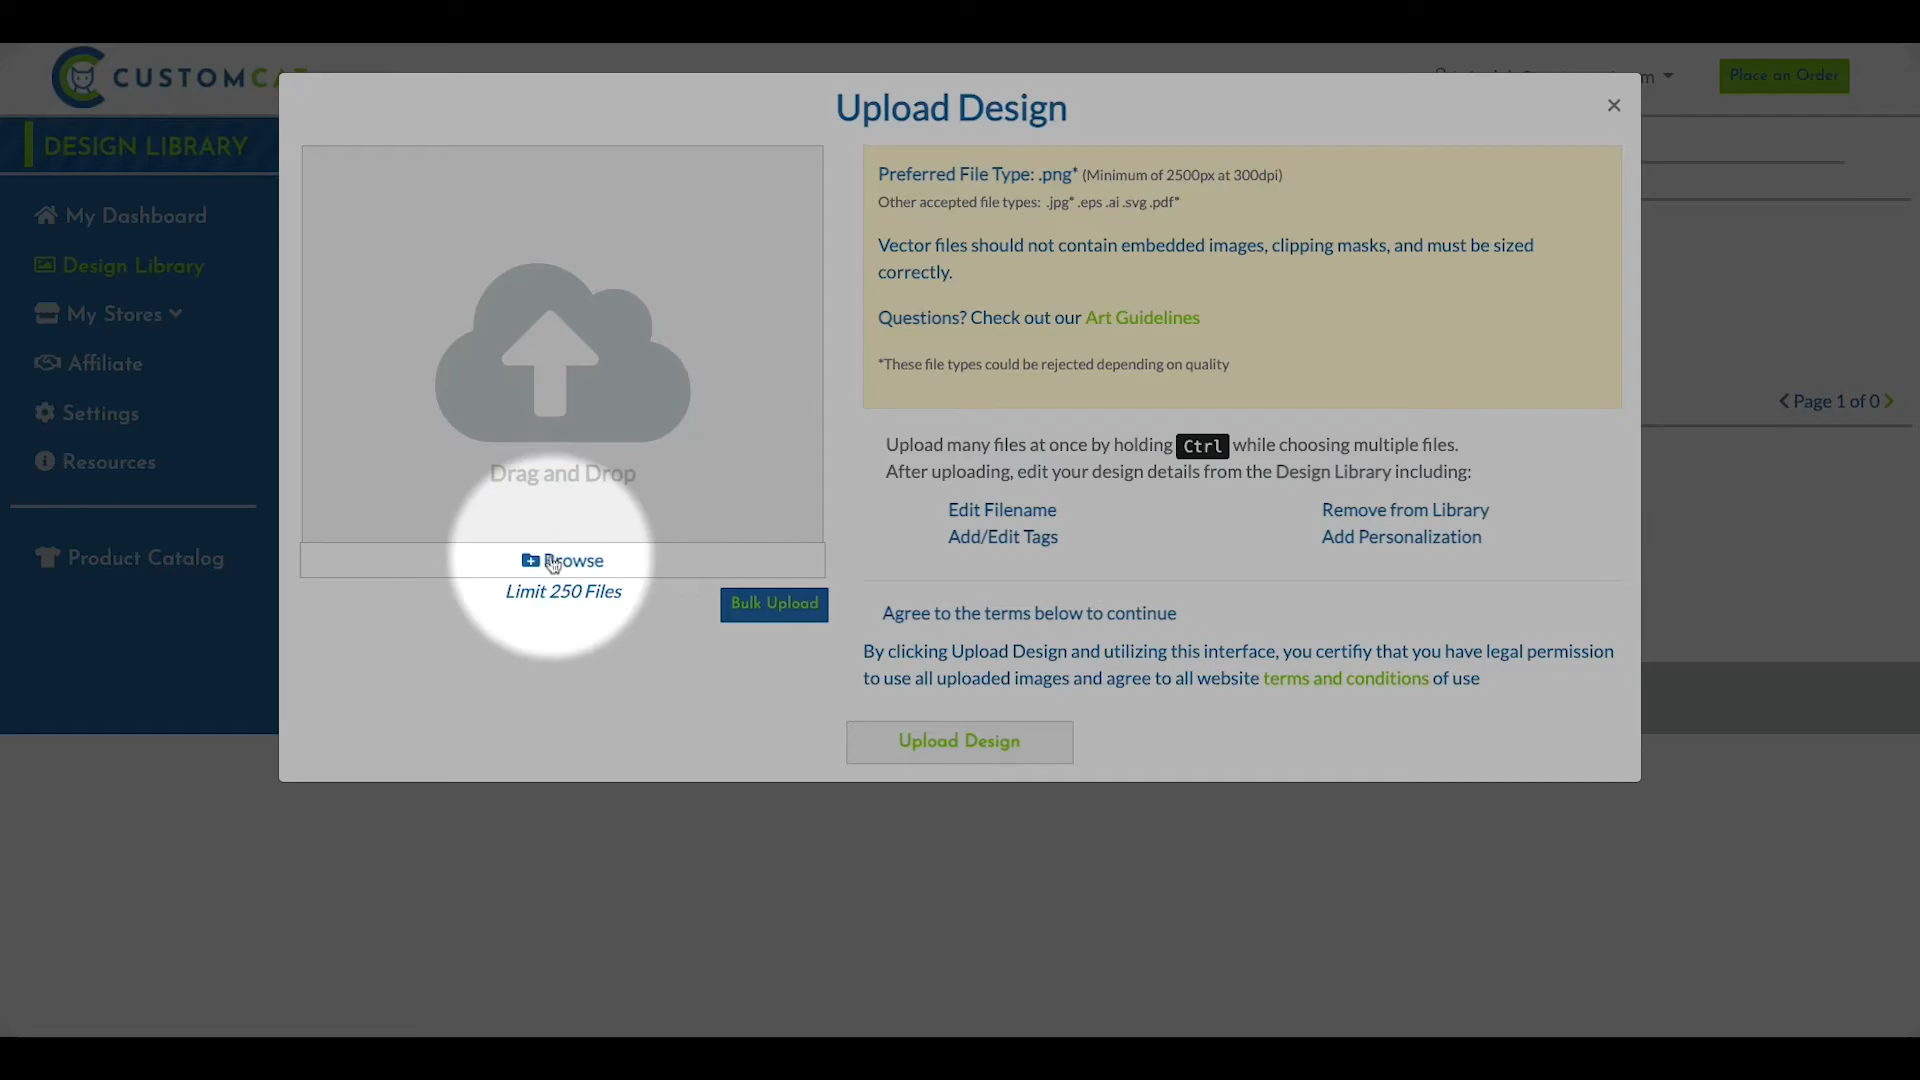 CUSTOMCA
Place an Order
DESIGN LIBRARY
My Dashboard
Design Library
My Stores
Affiliate
Settings
Resources
Product Catalog
Upload Design
×
Drag and Drop
Browse
Limit 250 Files
Bulk Upload
Preferred File Type: .png* (Minimum of 2500px at 300dpi)
Other accepted file types: .jpg* .eps .ai .svg .pdf*
Vector files should not contain embedded images, clipping masks, and must be sized
correctly.
Questions? Check out our Art Guidelines
*These file types could be rejected depending on quality
Upload many files at once by holding Ctrl while choosing multiple files.
After uploading, edit your design details from the Design Library including:
Edit Filename
Remove from Library
Add/Edit Tags
Add Personalization
Agree to the terms below to continue
By clicking Upload Design and utilizing this interface, you certifiy that you have legal permission
to use all uploaded images and agree to all website terms and conditions of use
Upload Design
Page 1 of 0